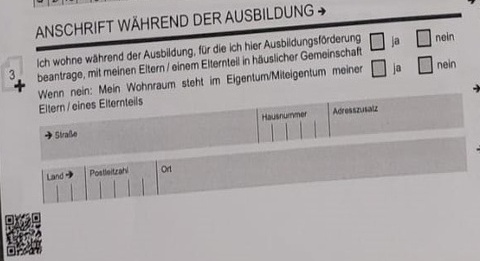 ANSCHRIFT WÄHREND DER AUSBILDUNG →
Ich wohne während der Ausbildung, für die ich hier Ausbildungsförderung
beantrage, mit meinen Eltern / einem Elternteil in häuslicher Gemeinschaft
ja nein
3
Wenn nein: Mein Wohnraum steht im Eigentum/Miteigentum meiner
Eltern / eines Elternteils
ja nein
→ Straße Hausnummer Adresszusatz
Land → Postleitzahl Ort